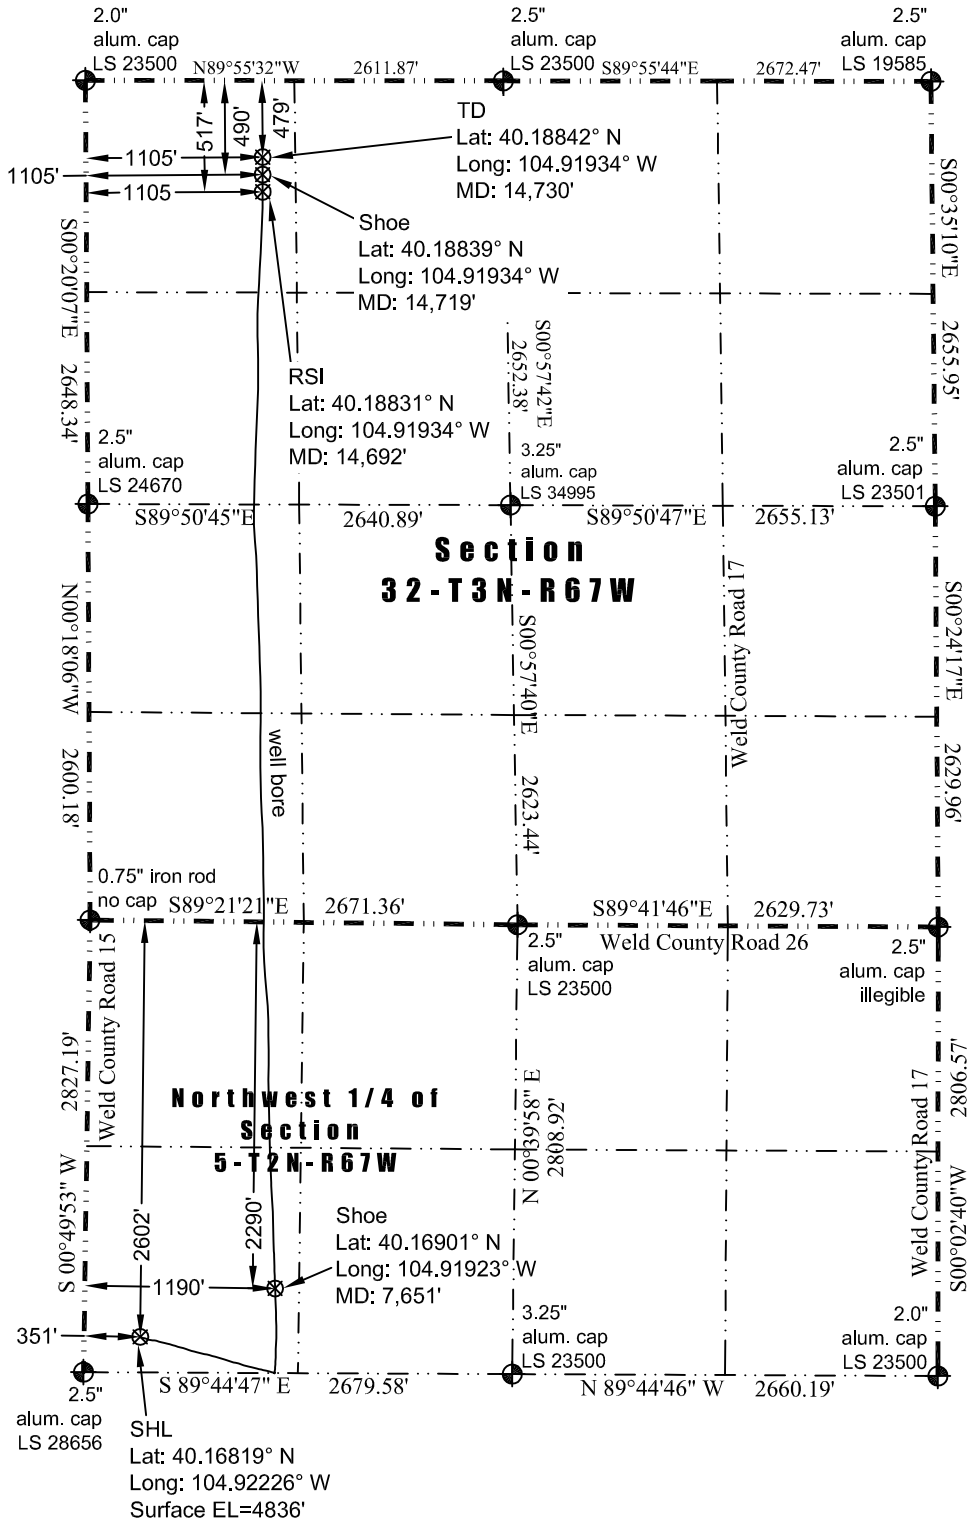 2.0"
alum. cap
LS 23500
2.5"
alum. cap
LS 23500
2.5"
alum. cap
LS 19585
N89°55'32"W
2611.87'
S89°55'44"E
2672.47'
517'
490'
479'
TD
Lat: 40.18842° N
Long: 104.91934° W
MD: 14,730'
1105'
1105'
1105
Shoe
Lat: 40.18839° N
Long: 104.91934° W
MD: 14,719'
S00°20'07"E
2648.34'
S00°35'10"E
2655.95'
S00°57'42"E
2652.38'
RSI
Lat: 40.18831° N
Long: 104.91934° W
MD: 14,692'
2.5"
alum. cap
LS 24670
3.25"
alum. cap
LS 34995
2.5"
alum. cap
LS 23501
S89°50'45"E
2640.89'
S89°50'47"E
2655.13'
Section
32-T3N-R67W
N00°18'06"W
2600.18'
S00°57'40"E
2623.44'
Weld County Road 17
S00°24'17"E
2629.96'
well bore
0.75" iron rod
no cap
S89°21'21"E
2671.36'
S89°41'46"E
2629.73'
Weld County Road 26
2.5"
alum. cap
LS 23500
2.5"
alum. cap
illegible
Weld County Road 15
2827.19'
S 00°49'53" W
Northwest 1/4 of
Section
5-T2N-R67W
N 00°39'58" E
2808.92'
Weld County Road 17
2806.57'
S00°02'40"W
2602'
2290'
Shoe
Lat: 40.16901° N
Long: 104.91923° W
MD: 7,651'
1190'
351'
3.25"
alum. cap
LS 23500
2.0"
alum. cap
LS 23500
S 89°44'47" E
2679.58'
N 89°44'46" W
2660.19'
2.5"
alum. cap
LS 28656
SHL
Lat: 40.16819° N
Long: 104.92226° W
Surface EL=4836'